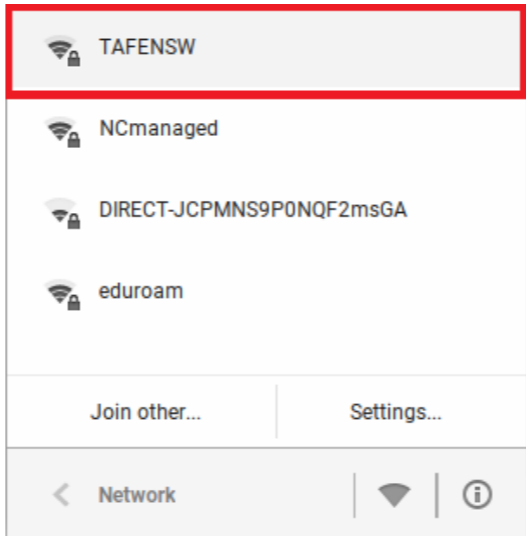 TAFENSW
NCmanaged
DIRECT-JCPMNS9P0NQF2msGA
eduroam
Join other...
Settings...
Network